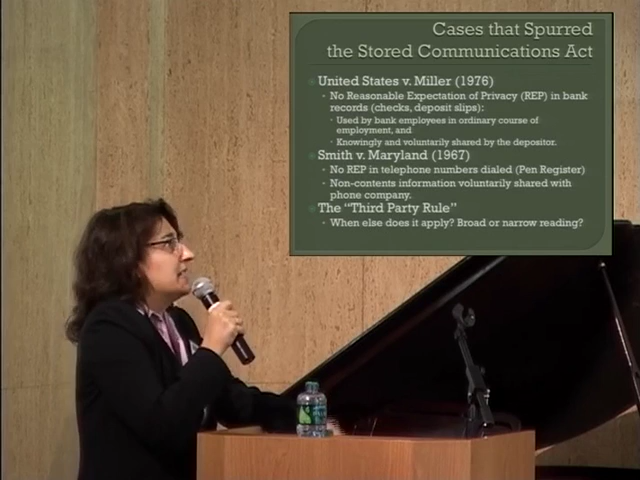 Cases that Spurred
the Stored Communications Act
United States v. Miller (1976)
No Reasonable Expectation of Privacy (REP) in bank
records (checks, deposit slips):
Used by bank employees in ordinary course of
employment, and
Knowingly and voluntarily shared by the depositor.
Smith v. Maryland (1967)
No REP in telephone numbers dialed (Pen Register)
Non-contents information voluntarily shared with
phone company.
The “Third Party Rule”
When else does it apply? Broad or narrow reading?